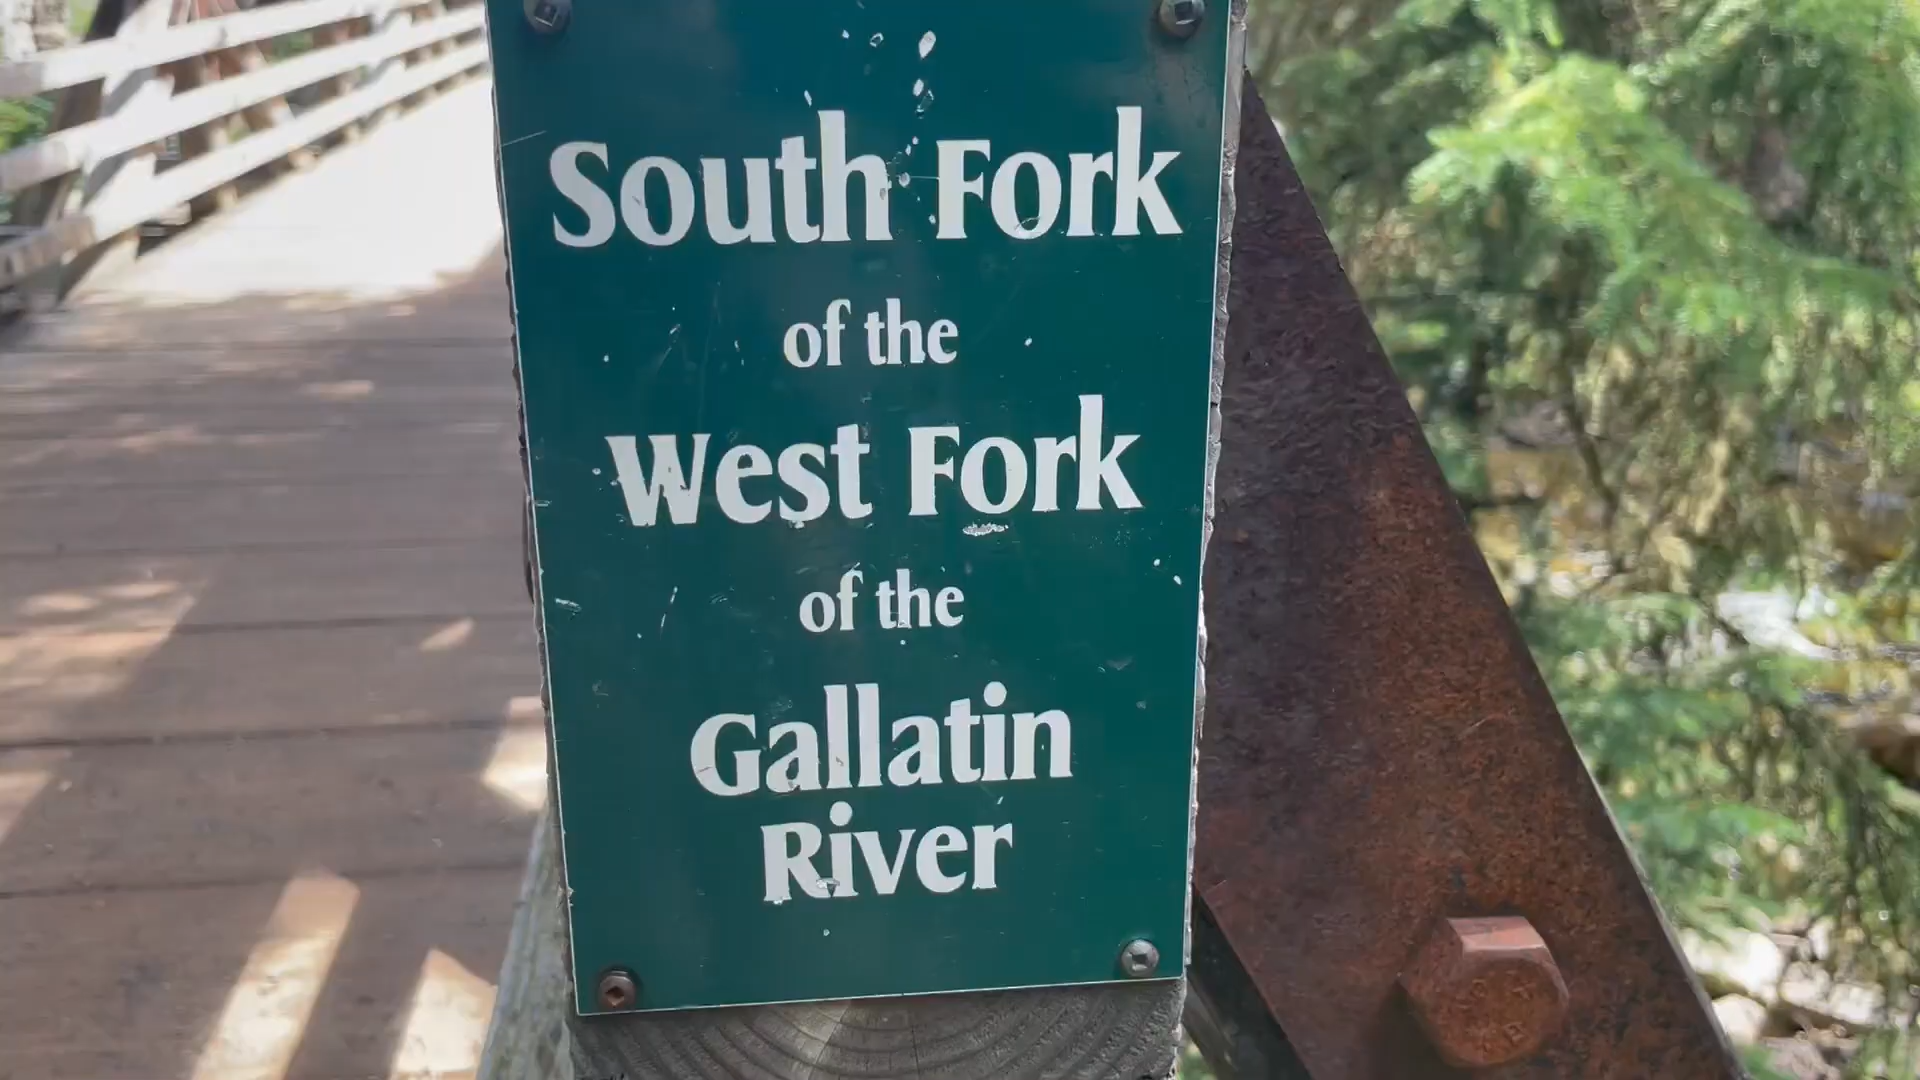 South Fork
of the
West Fork
of the
Gallatin
River